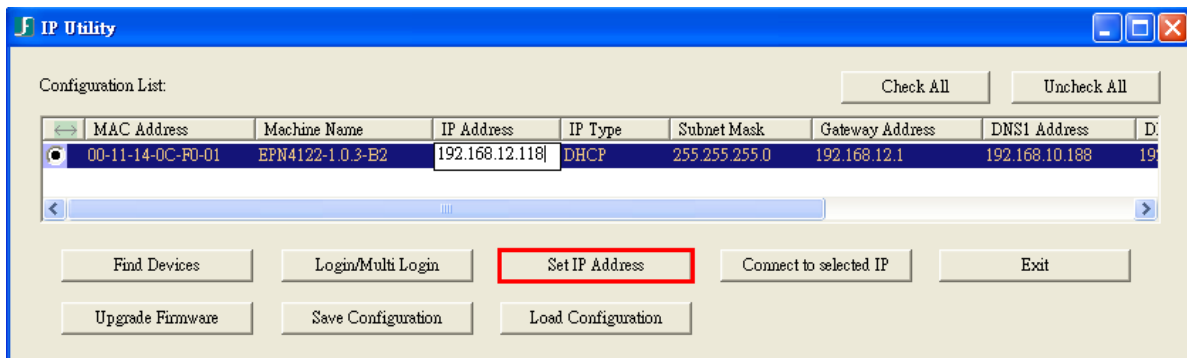 IP Utility
Configuration List:
Check All
Uncheck All
MAC Address Machine Name IP Address IP Type Subnet Mask Gateway Address DNS1 Address
00-11-14-0C-F0-01 EPN4122-1.0.3-B2 192.168.12.118 DHCP 255.255.255.0 192.168.12.1 192.168.10.188
Find Devices Login/Multi Login Set IP Address Connect to selected IP Exit
Upgrade Firmware Save Configuration Load Configuration